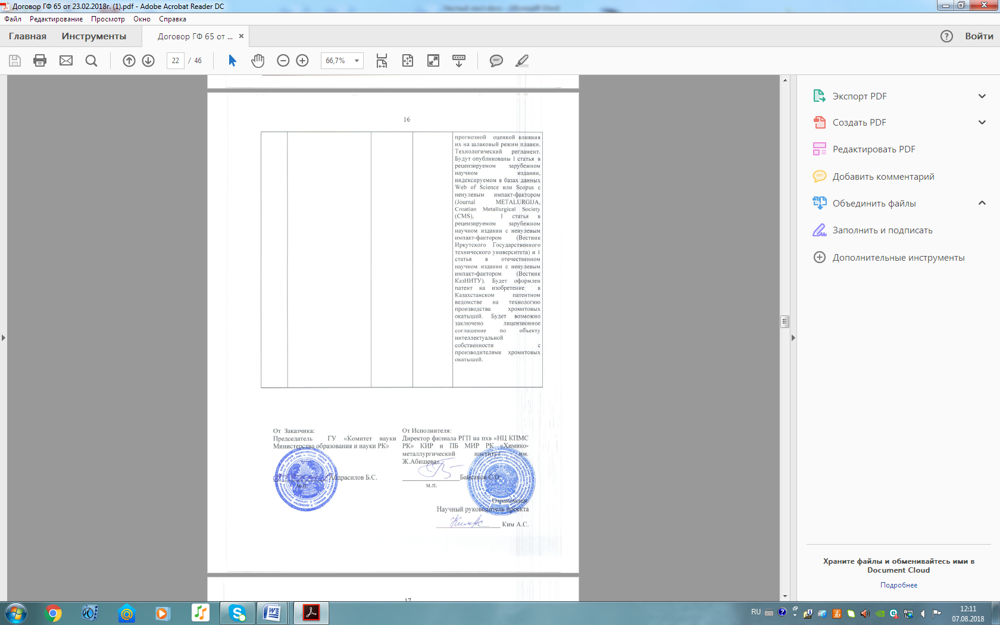 Договор ГФ 65 от 23.02.2018г. (1).pdf - Adobe Acrobat Reader DC
Файл Редактирование Просмотр Окно Справка
Главная Инструменты Договор ГФ 65 от ... × Войти
22 / 46 66,7%
16
прогнозной оценкой влияния
их на шлаковый режим плавки.
Технологический регламент.
Будут опубликованы 1 статья в
рецензируемом зарубежном
научном издании,
индексируемом в базах данных
Web of Science или Scopus с
ненулевым импакт-фактором
(Journal METALURGIJA,
Croatian Metallurgical Society
(CMS), 1 статья в
рецензируемом зарубежном
научном издании с ненулевым
импакт-фактором (Вестник
Иркутского Государственного
технического университета) и 1
статья в отечественном
научном издании с ненулевым
импакт-фактором (Вестник
КазНИТУ). Будет оформлен
патент на изобретение в
Казахстанском патентном
ведомстве на технологию
производства хромитовых
окатышей. Будет возможно
заключено лицензионное
соглашение по объекту
интеллектуальной
собственности с
производителями хромитовых
окатышей.
От Заказчика:
Председатель ГУ «Комитет науки
Министерства образования и науки РК»
Абдрасилов Б.С.
м.п.
От Исполнителя:
Директор филиала РГП на пхв «НЦ КПМС
РК» КИР и ПБ МИР РК «Химико-
металлургический институт им.
Ж.Абишева»
Байсанов С.О.
м.п.
Ознакомлен:
Научный руководитель проекта
Ким А.С.
17
Экспорт PDF
Создать PDF
Редактировать PDF
Добавить комментарий
Объединить файлы
Заполнить и подписать
Дополнительные инструменты
Храните файлы и обменивайтесь ими в
Document Cloud
Подробнее
RU
12:11
07.08.2018